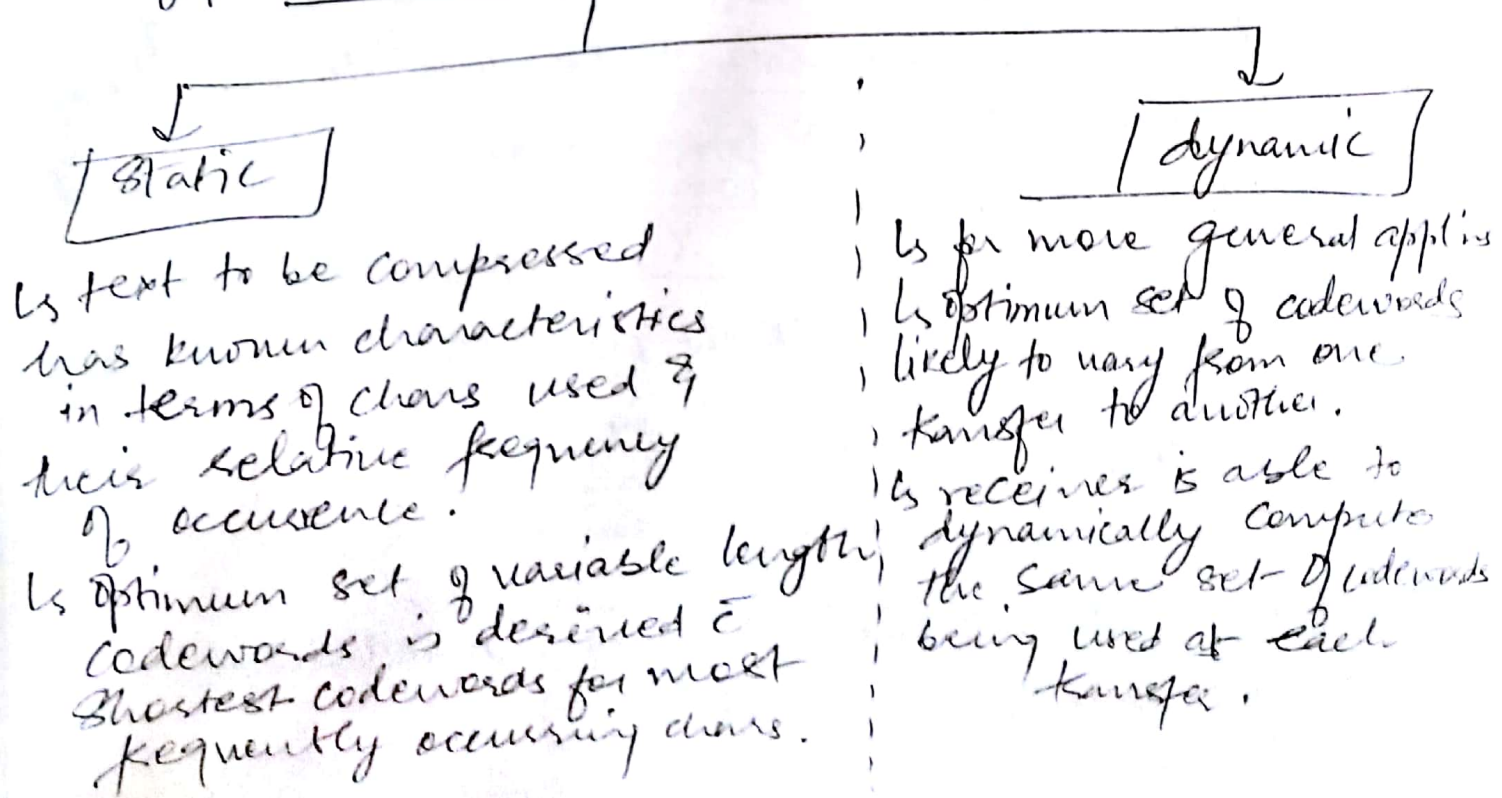 static
↳ text to be compressed
has known characteristics
in terms of chars used &
their relative frequency
of occurence.
↳ optimum set of variable length
codewords is derived c̄
shortest codewords for most
frequently occurring chars.
dynamic
↳ for more general appl'ns
↳ optimum set of codewords
likely to vary from one
transfer to another.
↳ receiver is able to
dynamically compute
the same set of codewords
being used at each
transfer.